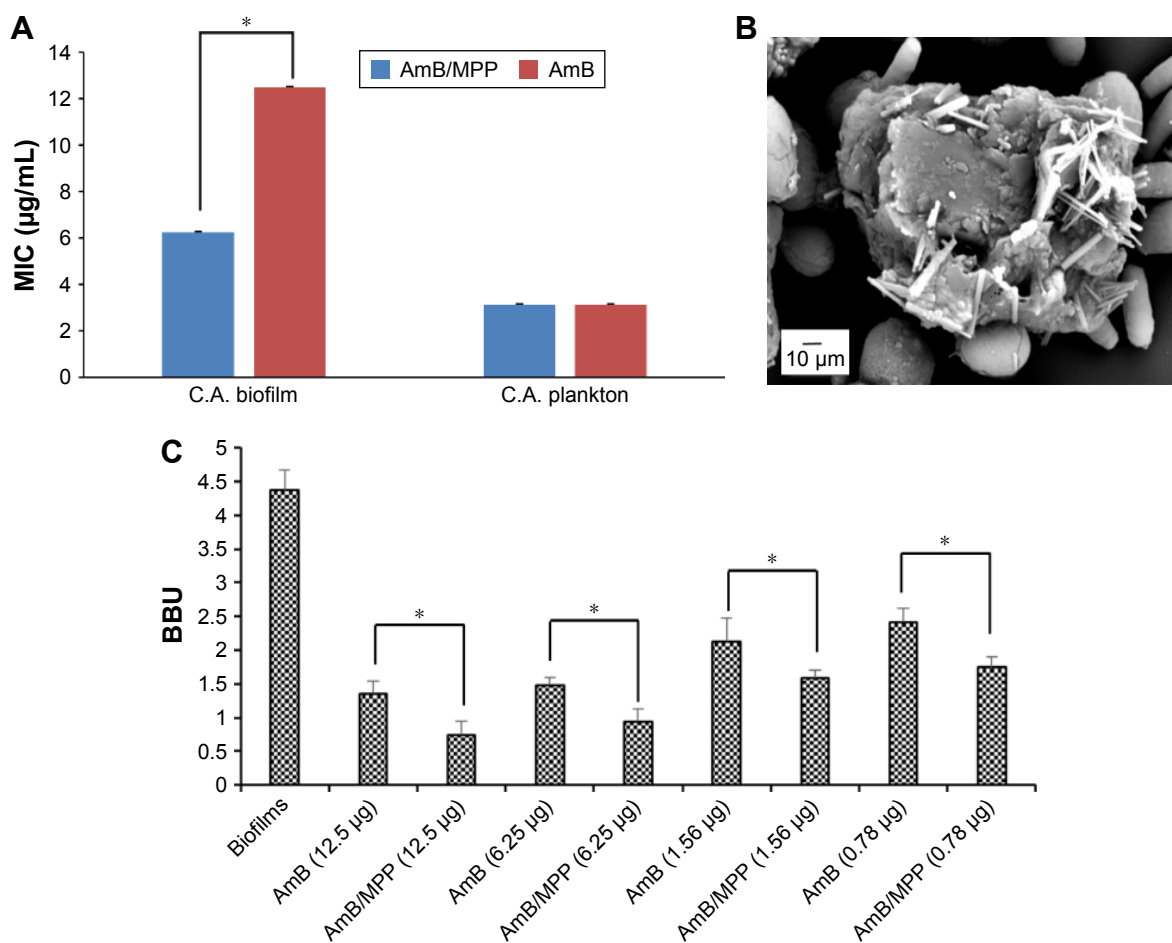 A
*
AmB/MPP AmB
14
12
10
8
6
4
2
0
MIC (µg/mL)
C.A. biofilm C.A. plankton
B
10 µm
C
5
4.5
4
3.5
3
2.5
2
1.5
1
0.5
0
BBU
*
*
*
*
Biofilms
AmB (12.5 µg)
AmB/MPP (12.5 µg)
AmB (6.25 µg)
AmB/MPP (6.25 µg)
AmB (1.56 µg)
AmB/MPP (1.56 µg)
AmB (0.78 µg)
AmB/MPP (0.78 µg)